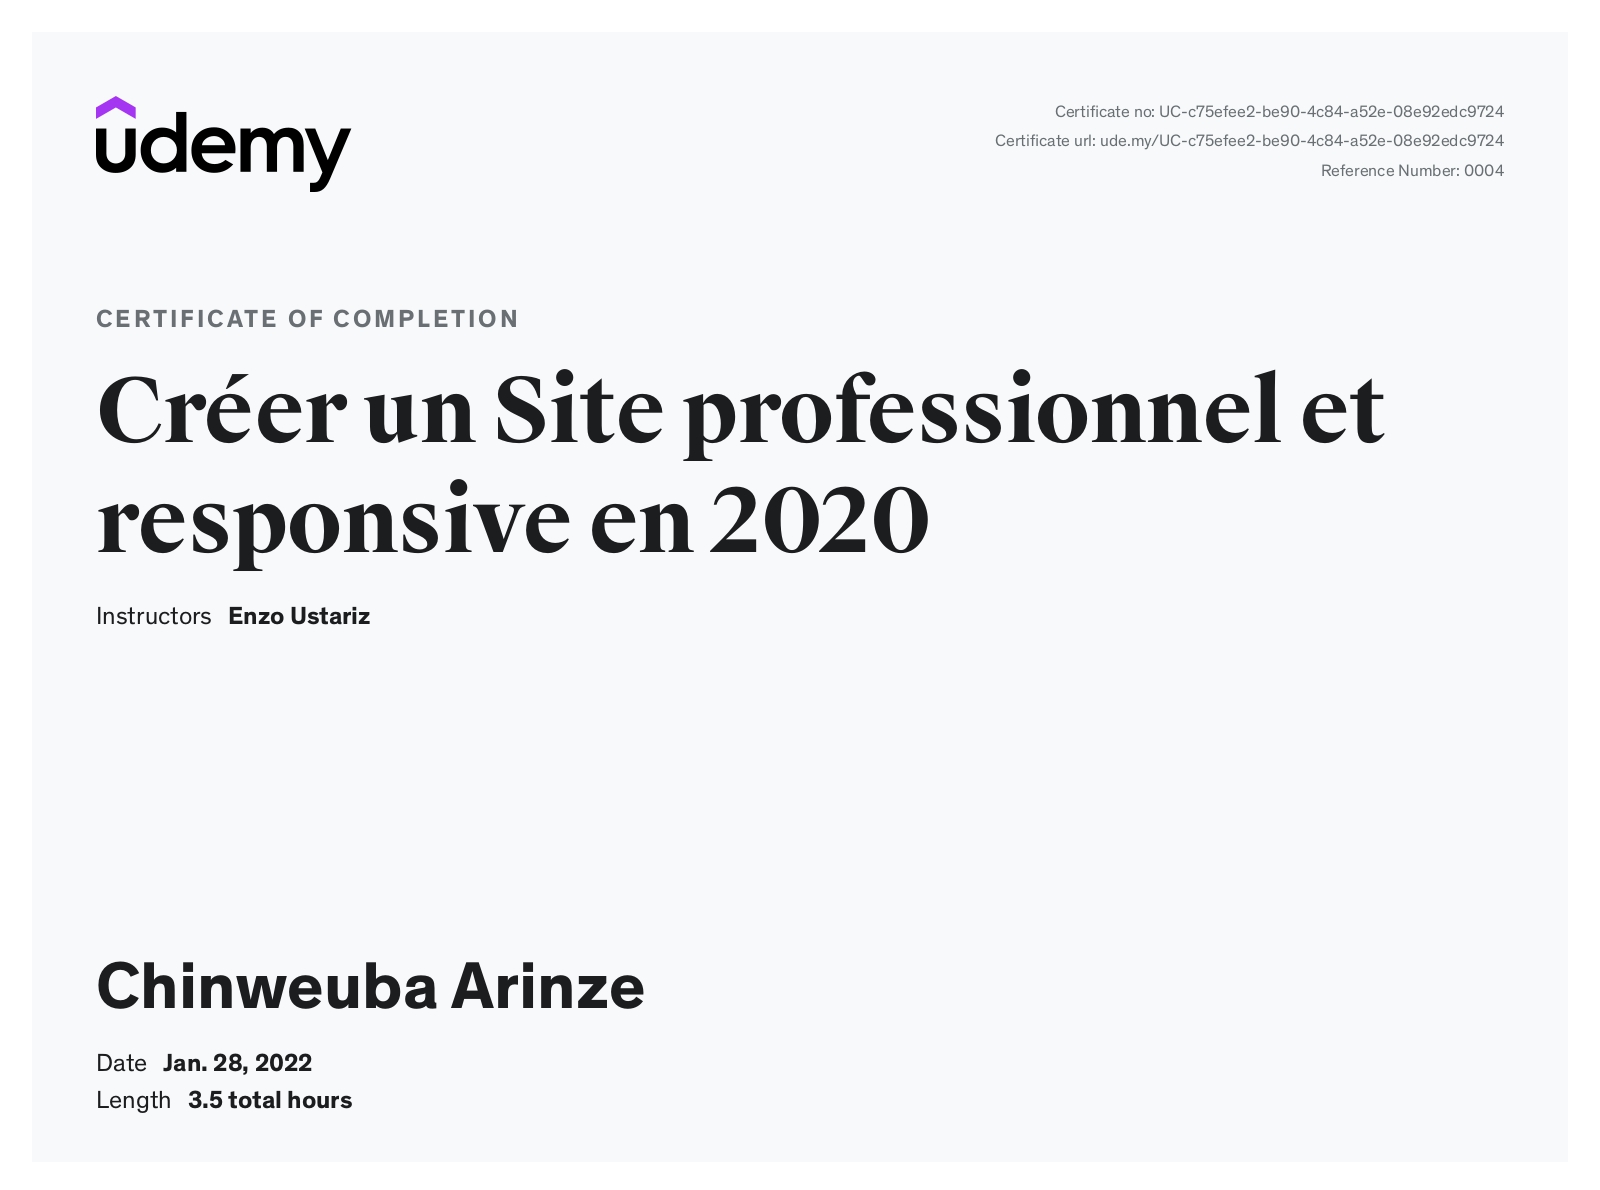 udemy
Certificate no: UC-c75efee2-be90-4c84-a52e-08e92edc9724
Certificate url: ude.my/UC-c75efee2-be90-4c84-a52e-08e92edc9724
Reference Number: 0004
CERTIFICATE OF COMPLETION
Créer un Site professionnel et
responsive en 2020
Instructors Enzo Ustariz
Chinweuba Arinze
Date Jan. 28, 2022
Length 3.5 total hours